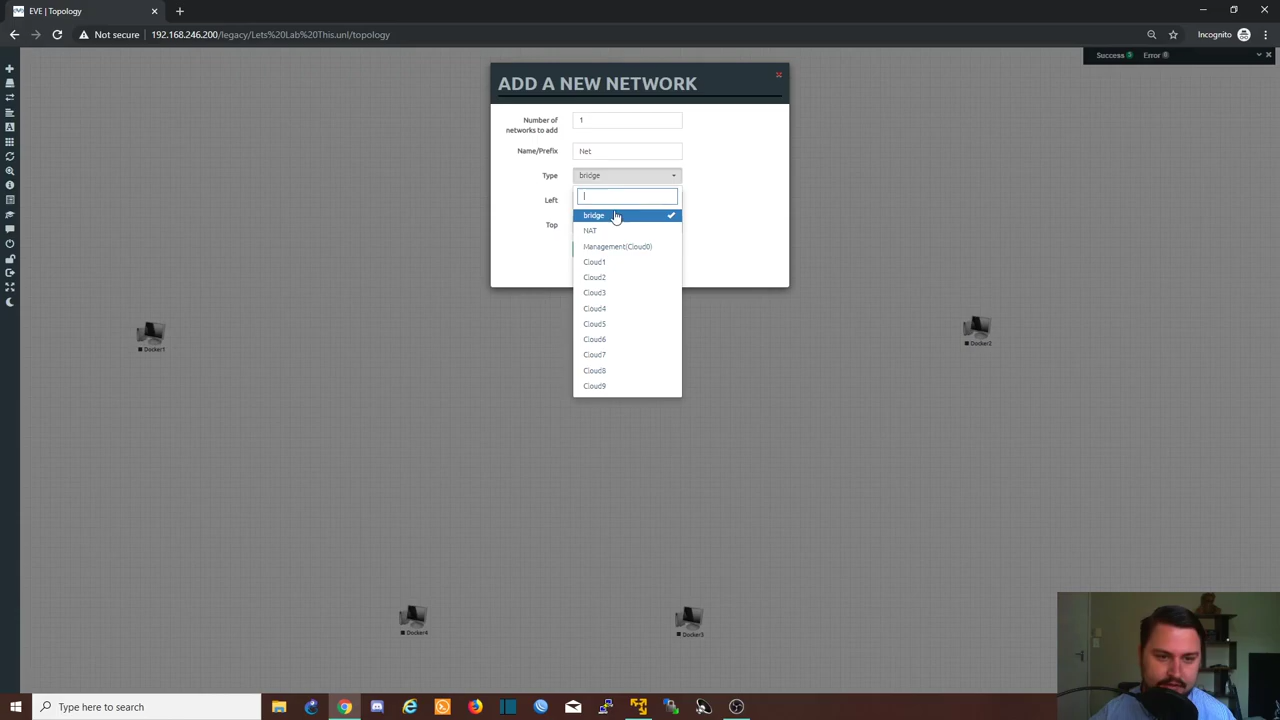 EVE | Topology
Not secure
192.168.246.200/legacy/Lets%20Lab%20This.unl/topology
Incognito
Success 5
Error 0
ADD A NEW NETWORK
Number of
networks to add
1
Name/Prefix
Net
Type
bridge
Left
bridge
Top
NAT
Management(Cloud0)
Cloud1
Cloud2
Cloud3
Cloud4
Cloud5
Cloud6
Cloud7
Cloud8
Cloud9
Docker1
Docker2
Docker4
Docker3
Type here to search